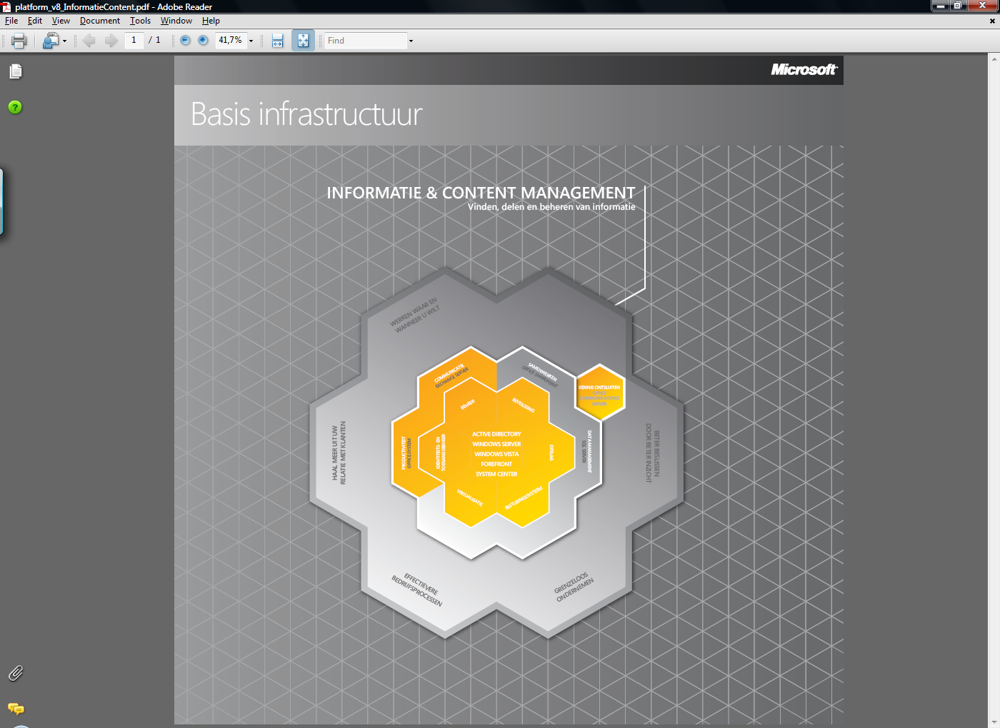 platform_v8_InformatieContent.pdf - Adobe Reader
File Edit View Document Tools Window Help
1 / 1 41,7% Find
Microsoft
Basis infrastructuur
INFORMATIE & CONTENT MANAGEMENT
Vinden, delen en beheren van informatie
WERKEN WAAR EN
WANNEER U WILT
COMMUNICATIE
EXCHANGE SERVER
SAMENWERKEN
OFFICE SHAREPOINT
KENNIS ONTSLUITEN
OFFICE
COMMUNICATIONS
SERVER
BEHEER
BEVEILIGING
HAAL MEER UIT UW
RELATIE MET KLANTEN
PRODUCTIVITEIT
OFFICE SYSTEM
IDENTITEITS- EN
TOEGANGSBEHEER
ACTIVE DIRECTORY
WINDOWS SERVER
WINDOWS VISTA
FOREFRONT
SYSTEM CENTER
OPSLAG
DATA MANAGEMENT
SQL SERVER
BETER BESLISSEN
DOOR BETER INZICHT
VIRTUALISATIE
BESTURINGSSYSTEEM
EFFECTIEVERE
BEDRIJFSPROCESSEN
GRENZELOOS
ONDERNEMEN